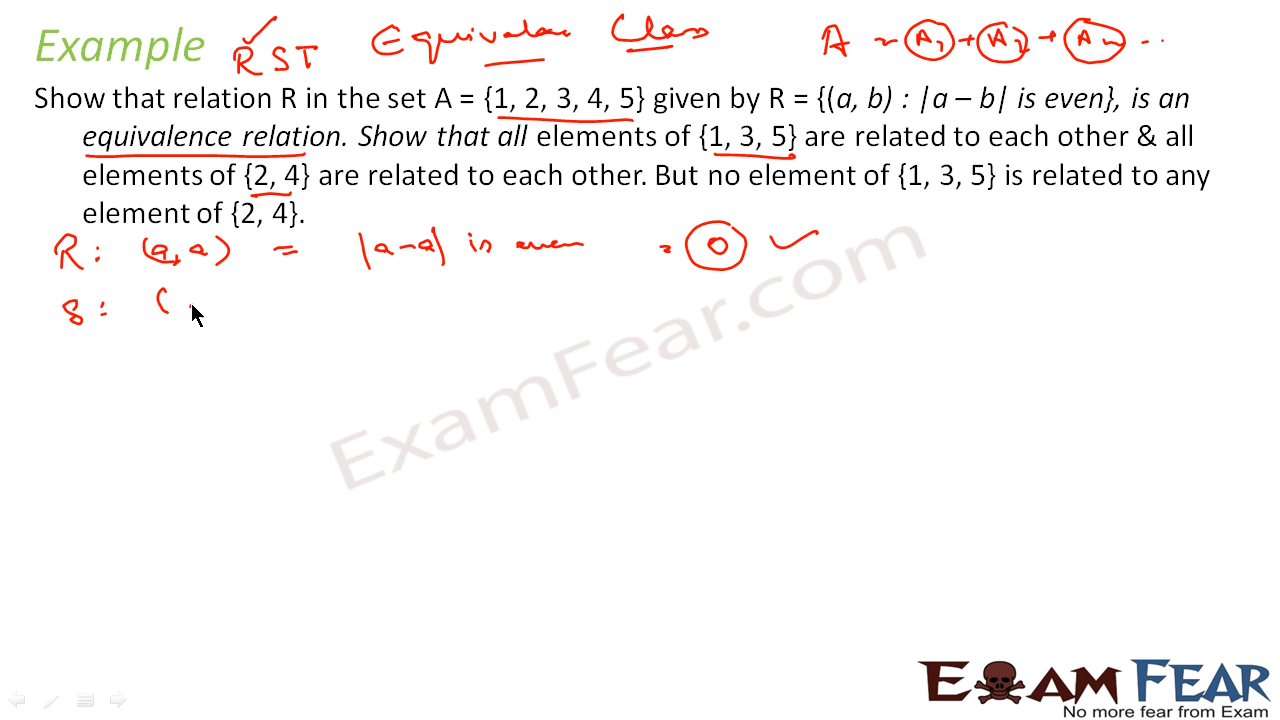 Example R S T Equivalen Class A = A₁ + A₂ + Aₙ ...
Show that relation R in the set A = {1, 2, 3, 4, 5} given by R = {(a, b) : |a – b| is even}, is an
equivalence relation. Show that all elements of {1, 3, 5} are related to each other & all
elements of {2, 4} are related to each other. But no element of {1, 3, 5} is related to any
element of {2, 4}.
R : (a, a) = |a-a| is even = 0 ✓
S : (
ExamFear.com
EXAM FEAR
No more fear from Exam